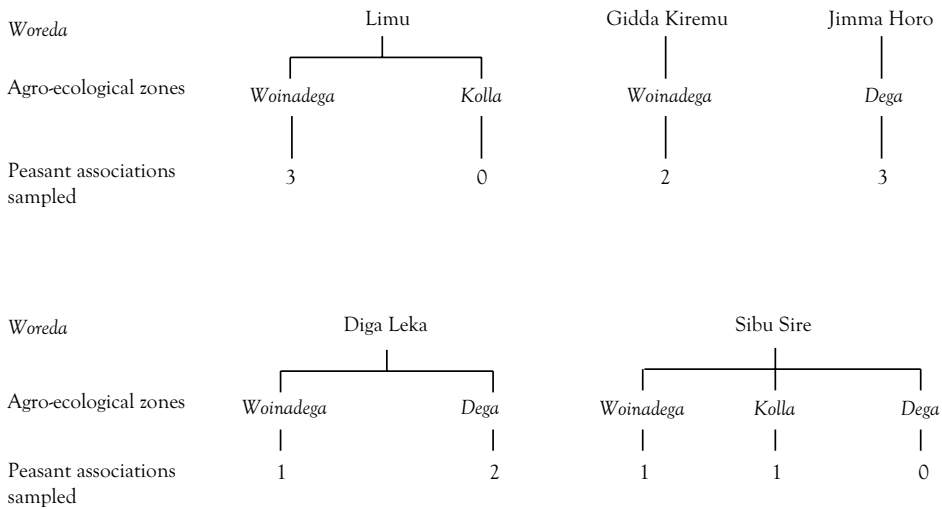 Woreda Limu Gidda Kiremu Jimma Horo
Agro-ecological zones Woinadega Kolla Woinadega Dega
Peasant associations
sampled
3 0 2 3
Woreda Diga Leka Sibu Sire
Agro-ecological zones Woinadega Dega Woinadega Kolla Dega
Peasant associations
sampled
1 2 1 1 0